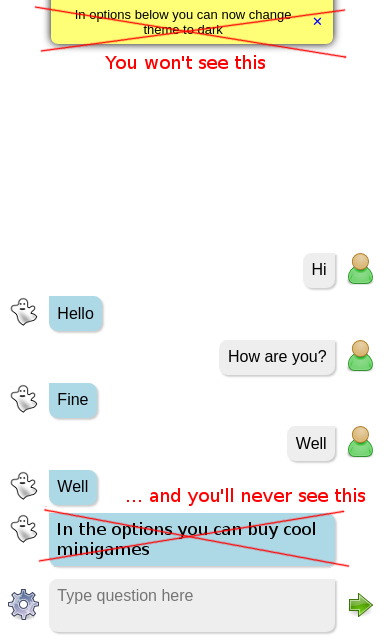 In options below you can now change
theme to dark
×
You won't see this
Hi
Hello
How are you?
Fine
Well
Well
... and you'll never see this
In the options you can buy cool
minigames
Type question here